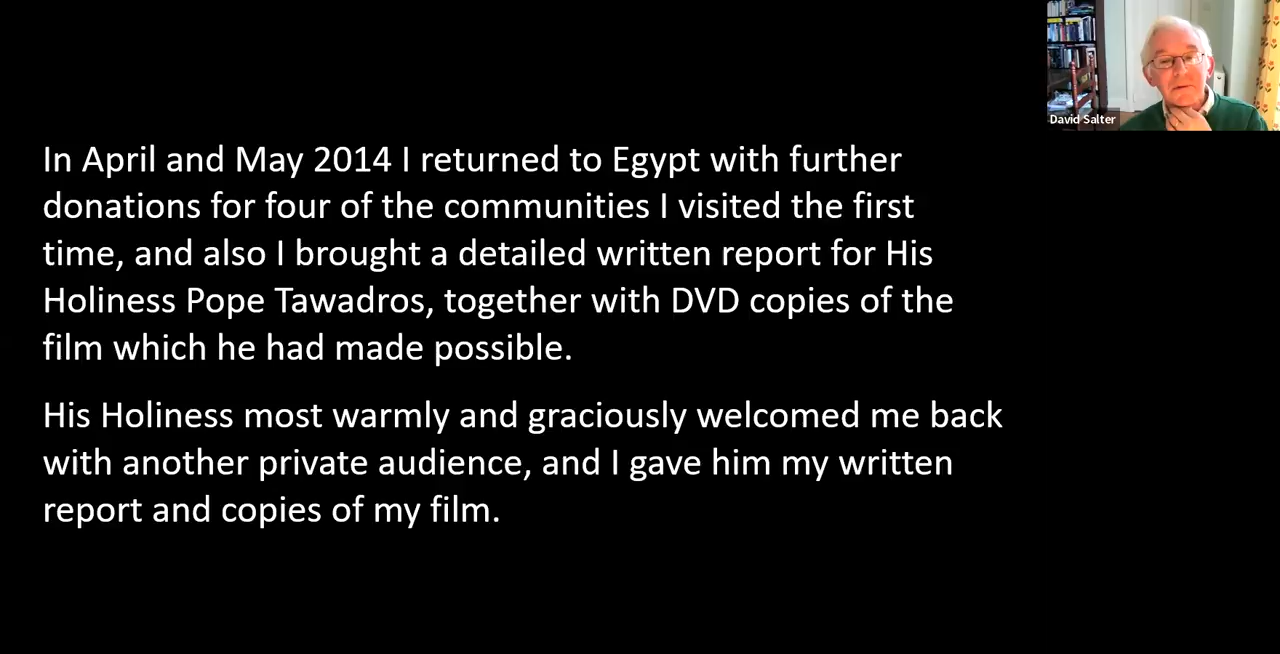 David Salter
In April and May 2014 I returned to Egypt with further
donations for four of the communities I visited the first
time, and also I brought a detailed written report for His
Holiness Pope Tawadros, together with DVD copies of the
film which he had made possible.
His Holiness most warmly and graciously welcomed me back
with another private audience, and I gave him my written
report and copies of my film.